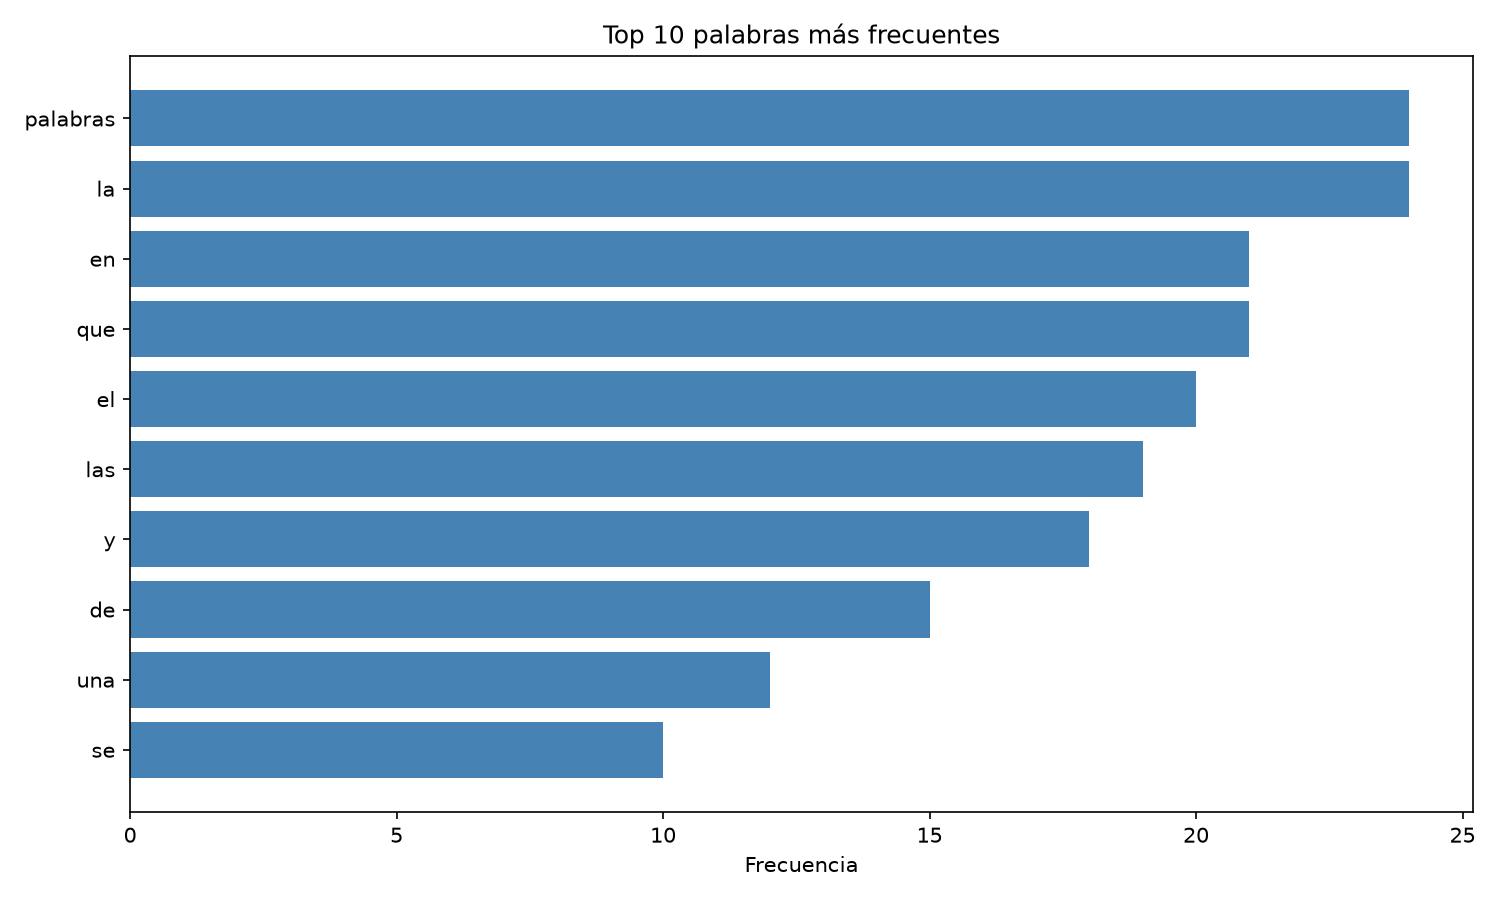 Top 10 palabras más frecuentes
palabras
la
en
que
el
las
y
de
una
se
0 5 10 15 20 25
Frecuencia